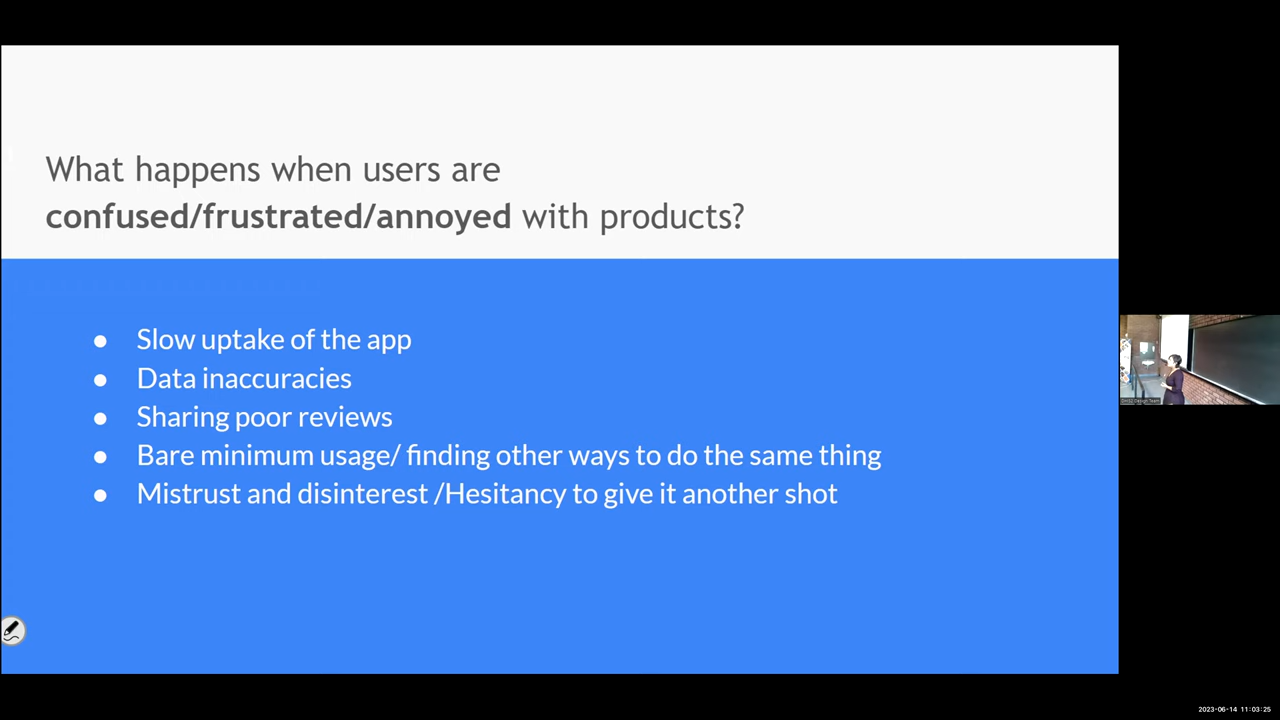 What happens when users are
confused/frustrated/annoyed with products?
● Slow uptake of the app
● Data inaccuracies
● Sharing poor reviews
● Bare minimum usage/ finding other ways to do the same thing
● Mistrust and disinterest /Hesitancy to give it another shot
2023-06-14 11:03:25